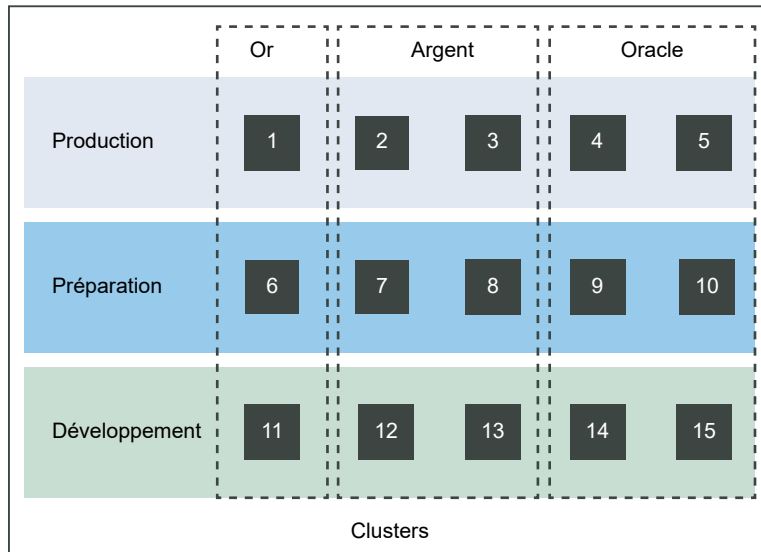 Or Argent Oracle
Production 1 2 3 4 5
Préparation 6 7 8 9 10
Développement 11 12 13 14 15
Clusters